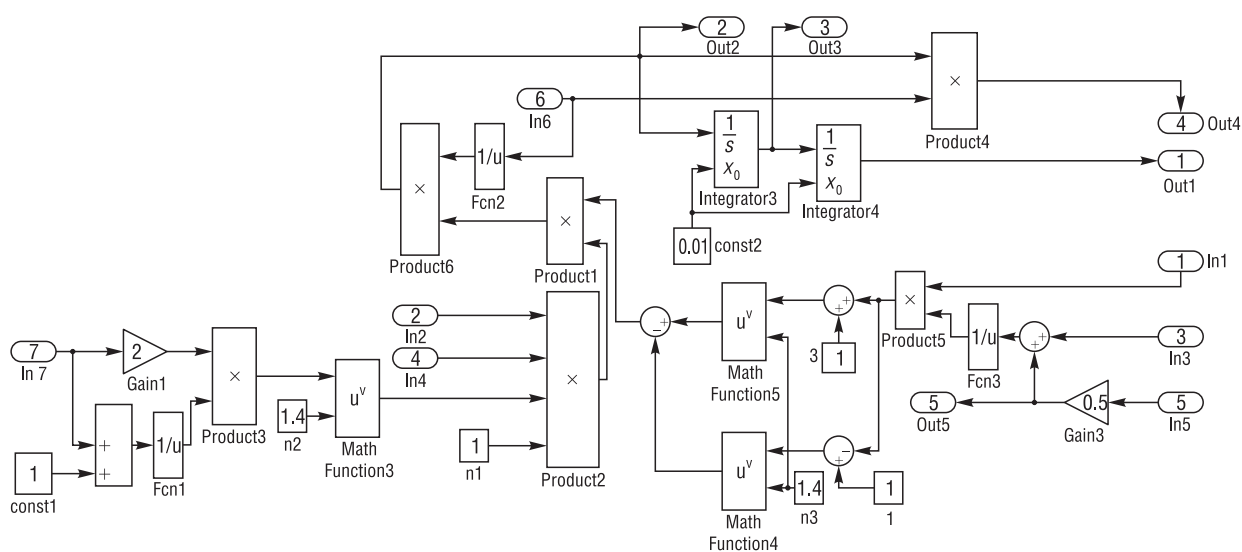 2
Out2
3
Out3
6
In6
×
Product4
4
Out4
1
Out1
1/u
Fcn2
×
Product6
×
Product1
1
s
x₀
Integrator3
1
s
x₀
Integrator4
0.01
const2
1
In1
7
In 7
2
Gain1
×
Product3
2
In2
4
In4
×
Product2
uᵛ
Math
Function3
1.4
n2
1
n1
1
const1
+
+
1/u
Fcn1
−
+
uᵛ
Math
Function5
+
+
3
1
×
Product5
1/u
Fcn3
+
+
3
In3
5
Out5
0.5
Gain3
5
In5
uᵛ
Math
Function4
+
−
1.4
n3
1
1